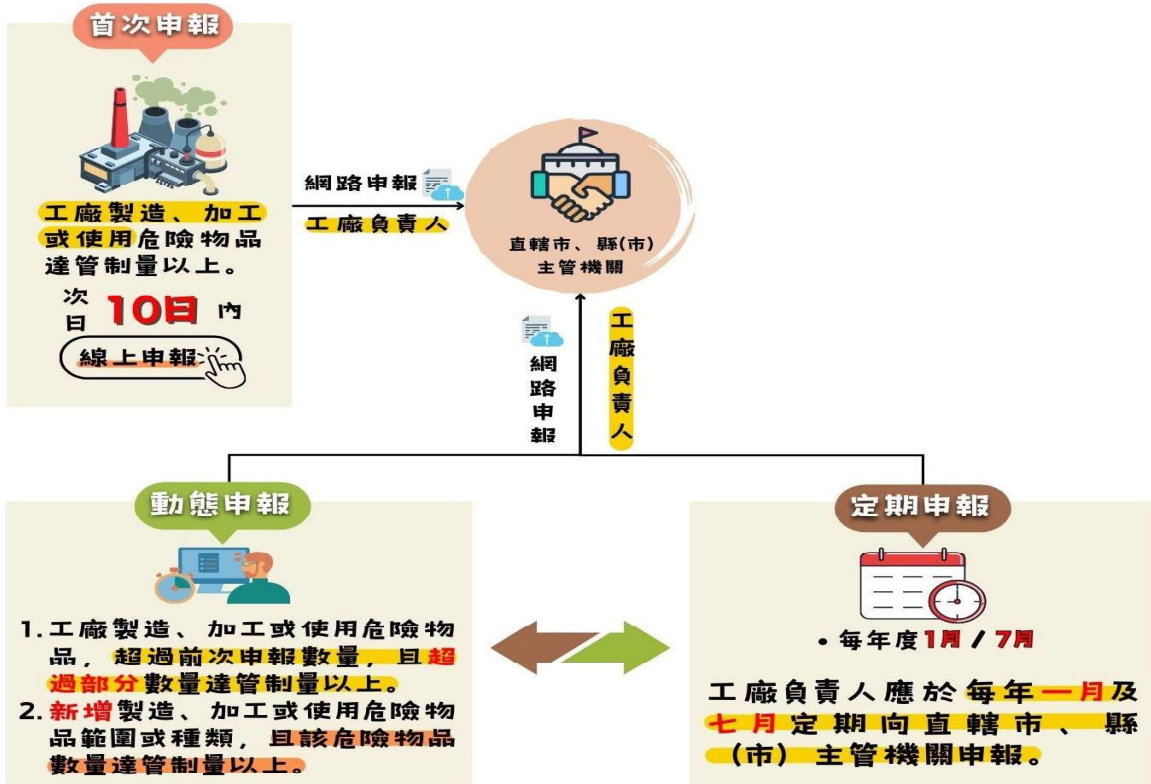 首次申報
工廠製造、加工
或使用危險物品
達管制量以上。
次日 10日 內
線上申報
網路申報
工廠負責人
直轄市、縣(市)
主管機關
網路申報
工廠負責人
動態申報
1. 工廠製造、加工或使用危險物
品，超過前次申報數量，且超
過部分數量達管制量以上。
2. 新增製造、加工或使用危險物
品範圍或種類，且該危險物品
數量達管制量以上。
定期申報
• 每年度1月 / 7月
工廠負責人應於每年一月及
七月定期向直轄市、縣
(市) 主管機關申報。